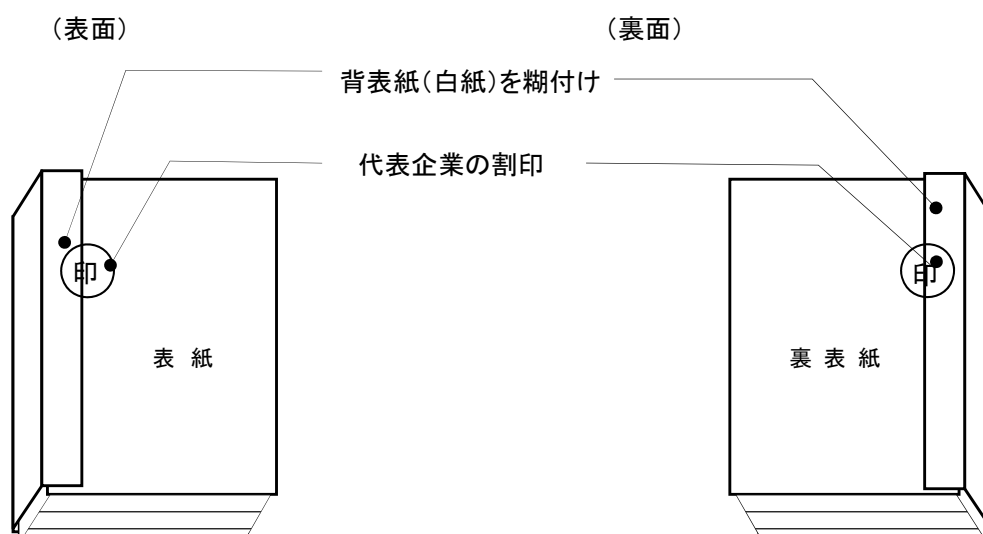 （表面）
（裏面）
背表紙（白紙）を糊付け
代表企業の割印
印
印
表 紙
裏 表 紙